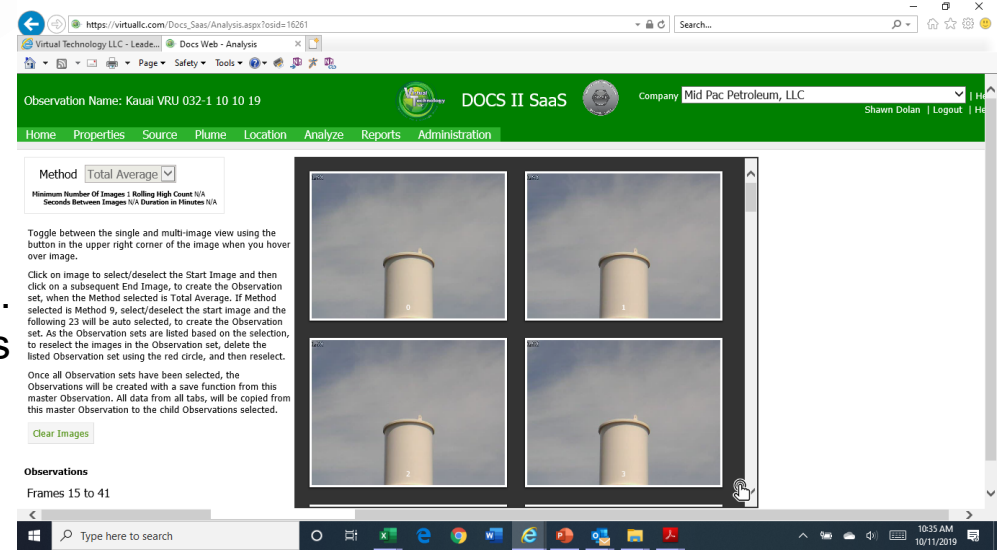 https://virtuallc.com/Docs_Saas/Analysis.aspx?osid=16261
Search...
Virtual Technology LLC - Leade...
Docs Web - Analysis
Page Safety Tools
Observation Name: Kauai VRU 032-1 10 10 19
DOCS II SaaS
Company Mid Pac Petroleum, LLC
Shawn Dolan | Logout |
Home Properties Source Plume Location Analyze Reports Administration
Method Total Average
Minimum Number Of Images 1 Rolling High Count N/A
Seconds Between Images N/A Duration in Minutes N/A
Toggle between the single and multi-image view using the
button in the upper right corner of the image when you hover
over image.
Click on image to select/deselect the Start Image and then
click on a subsequent End Image, to create the Observation
set, when the Method selected is Total Average. If Method
selected is Method 9, select/deselect the start image and the
following 23 will be auto selected, to create the Observation
set. As the Observation sets are listed based on the selection,
to reselect the images in the Observation set, delete the
listed Observation set using the red circle, and then reselect.
Once all Observation sets have been selected, the
Observations will be created with a save function from this
master Observation. All data from all tabs, will be copied from
this master Observation to the child Observations selected.
Clear Images
Observations
Frames 15 to 41
0
1
2
3
Type here to search
10:35 AM
10/11/2019